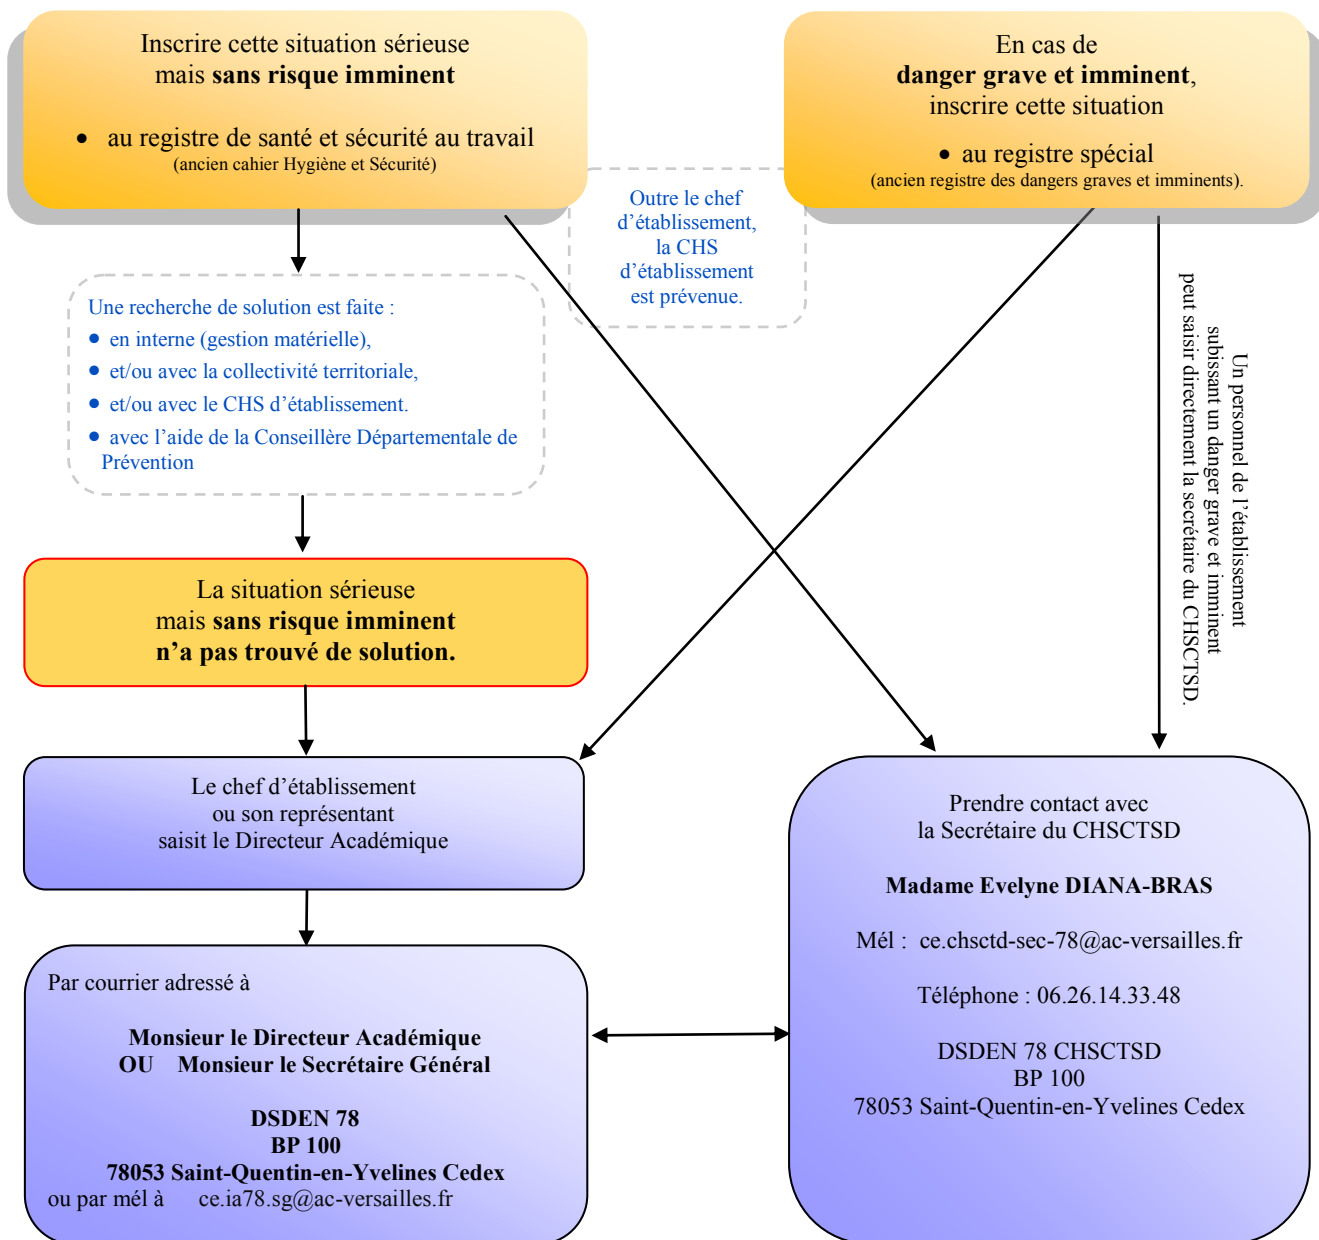 Inscrire cette situation sérieuse
mais sans risque imminent
• au registre de santé et sécurité au travail
(ancien cahier Hygiène et Sécurité)
En cas de
danger grave et imminent,
inscrire cette situation
• au registre spécial
(ancien registre des dangers graves et imminents).
Outre le chef
d’établissement,
la CHS
d’établissement
est prévenue.
Une recherche de solution est faite :
• en interne (gestion matérielle),
• et/ou avec la collectivité territoriale,
• et/ou avec le CHS d’établissement.
• avec l’aide de la Conseillère Départementale de
Prévention
Un personnel de l’établissement
subissant un danger grave et imminent
peut saisir directement la secrétaire du CHSCTSD.
La situation sérieuse
mais sans risque imminent
n’a pas trouvé de solution.
Le chef d’établissement
ou son représentant
saisit le Directeur Académique
Par courrier adressé à
Monsieur le Directeur Académique
OU Monsieur le Secrétaire Général
DSDEN 78
BP 100
78053 Saint-Quentin-en-Yvelines Cedex
ou par mél à ce.ia78.sg@ac-versailles.fr
Prendre contact avec
la Secrétaire du CHSCTSD
Madame Evelyne DIANA-BRAS
Mél : ce.chsctd-sec-78@ac-versailles.fr
Téléphone : 06.26.14.33.48
DSDEN 78 CHSCTSD
BP 100
78053 Saint-Quentin-en-Yvelines Cedex